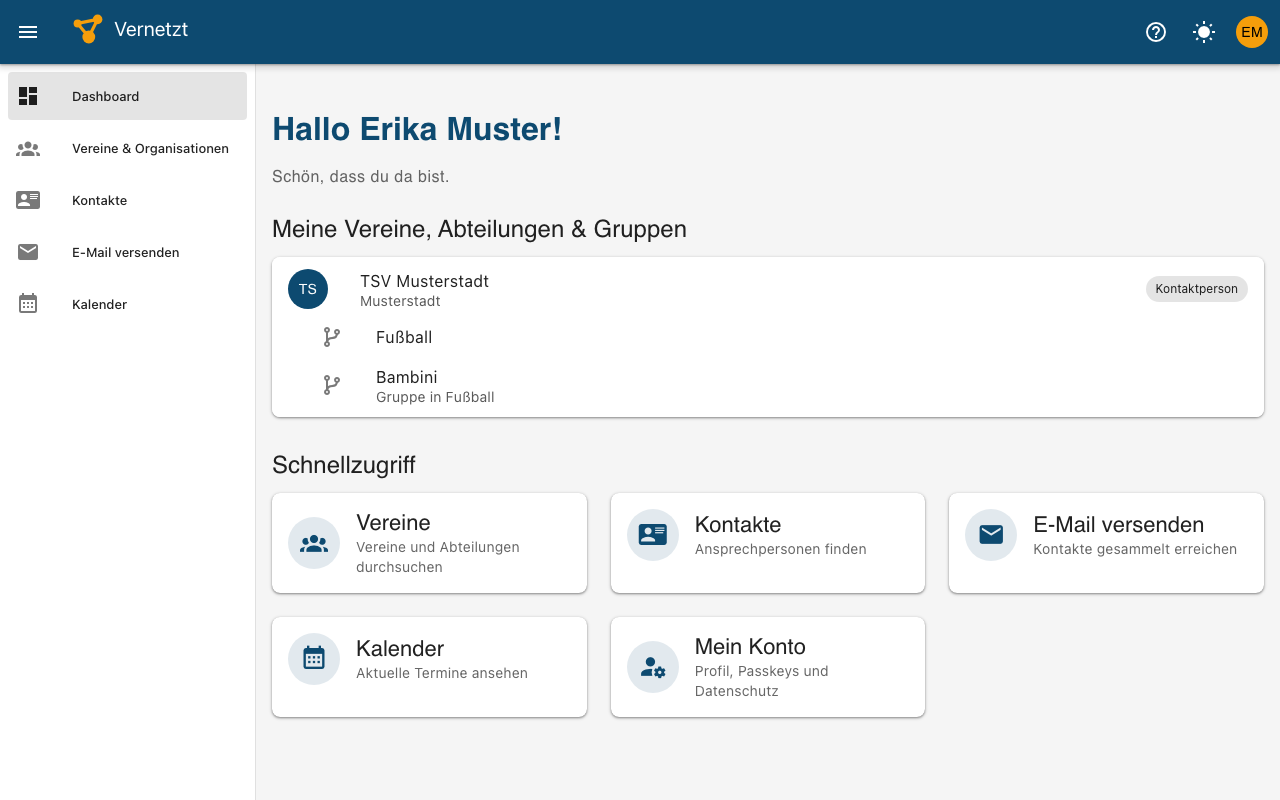 Vernetzt
EM
Dashboard
Vereine & Organisationen
Kontakte
E-Mail versenden
Kalender
Hallo Erika Muster!
Schön, dass du da bist.
Meine Vereine, Abteilungen & Gruppen
TS
TSV Musterstadt
Musterstadt
Kontaktperson
Fußball
Bambini
Gruppe in Fußball
Schnellzugriff
Vereine
Vereine und Abteilungen
durchsuchen
Kontakte
Ansprechpersonen finden
E-Mail versenden
Kontakte gesammelt erreichen
Kalender
Aktuelle Termine ansehen
Mein Konto
Profil, Passkeys und
Datenschutz